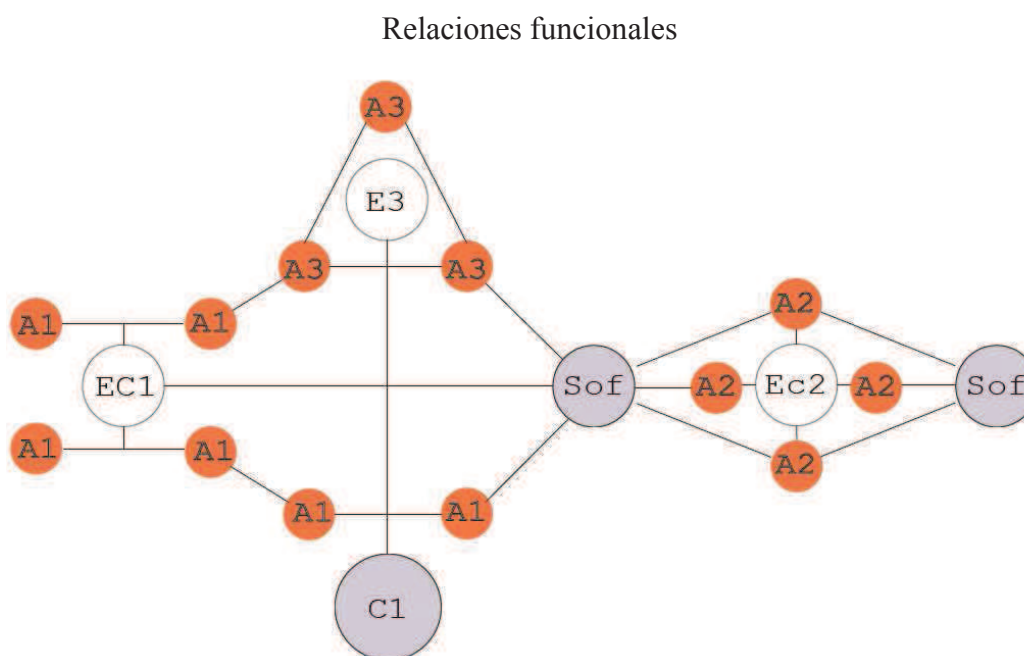 Relaciones funcionales
A3
E3
A3
A3
A1
A1
A2
EC1
Sof
A2
Ec2
A2
Sof
A1
A1
A2
A1
A1
C1